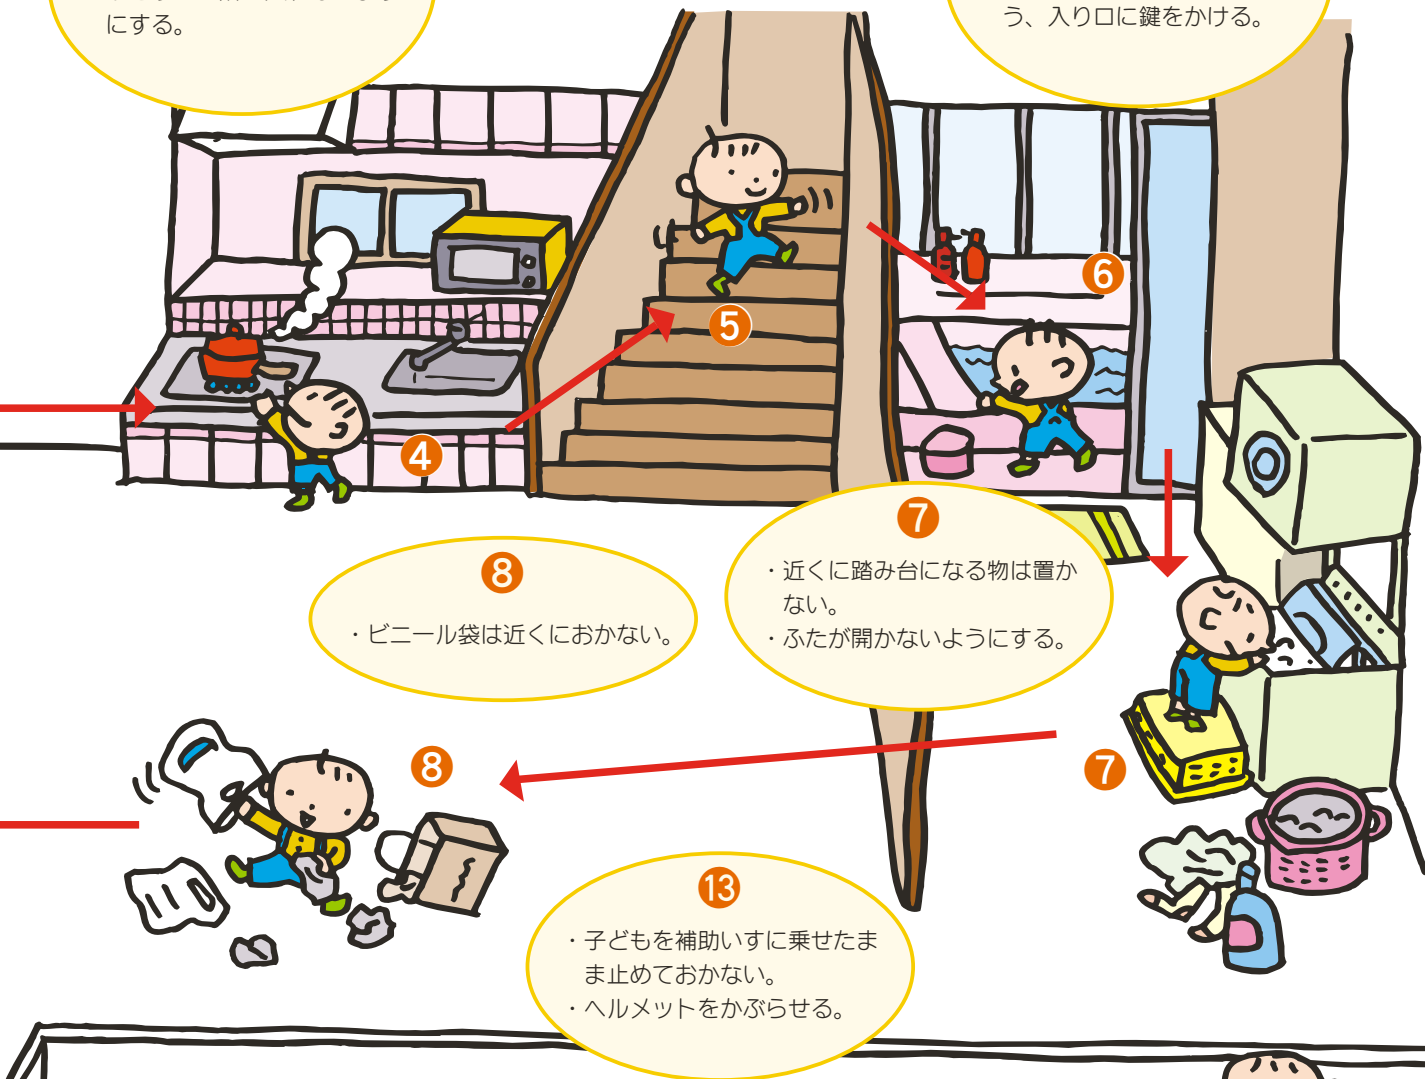 にする。
う、入り口に鍵をかける。
6
5
4
7
・近くに踏み台になる物は置か
ない。
・ふたが開かないようにする。
8
・ビニール袋は近くにおかない。
8
7
13
・子どもを補助いすに乗せたま
ま止めておかない。
・ヘルメットをかぶらせる。